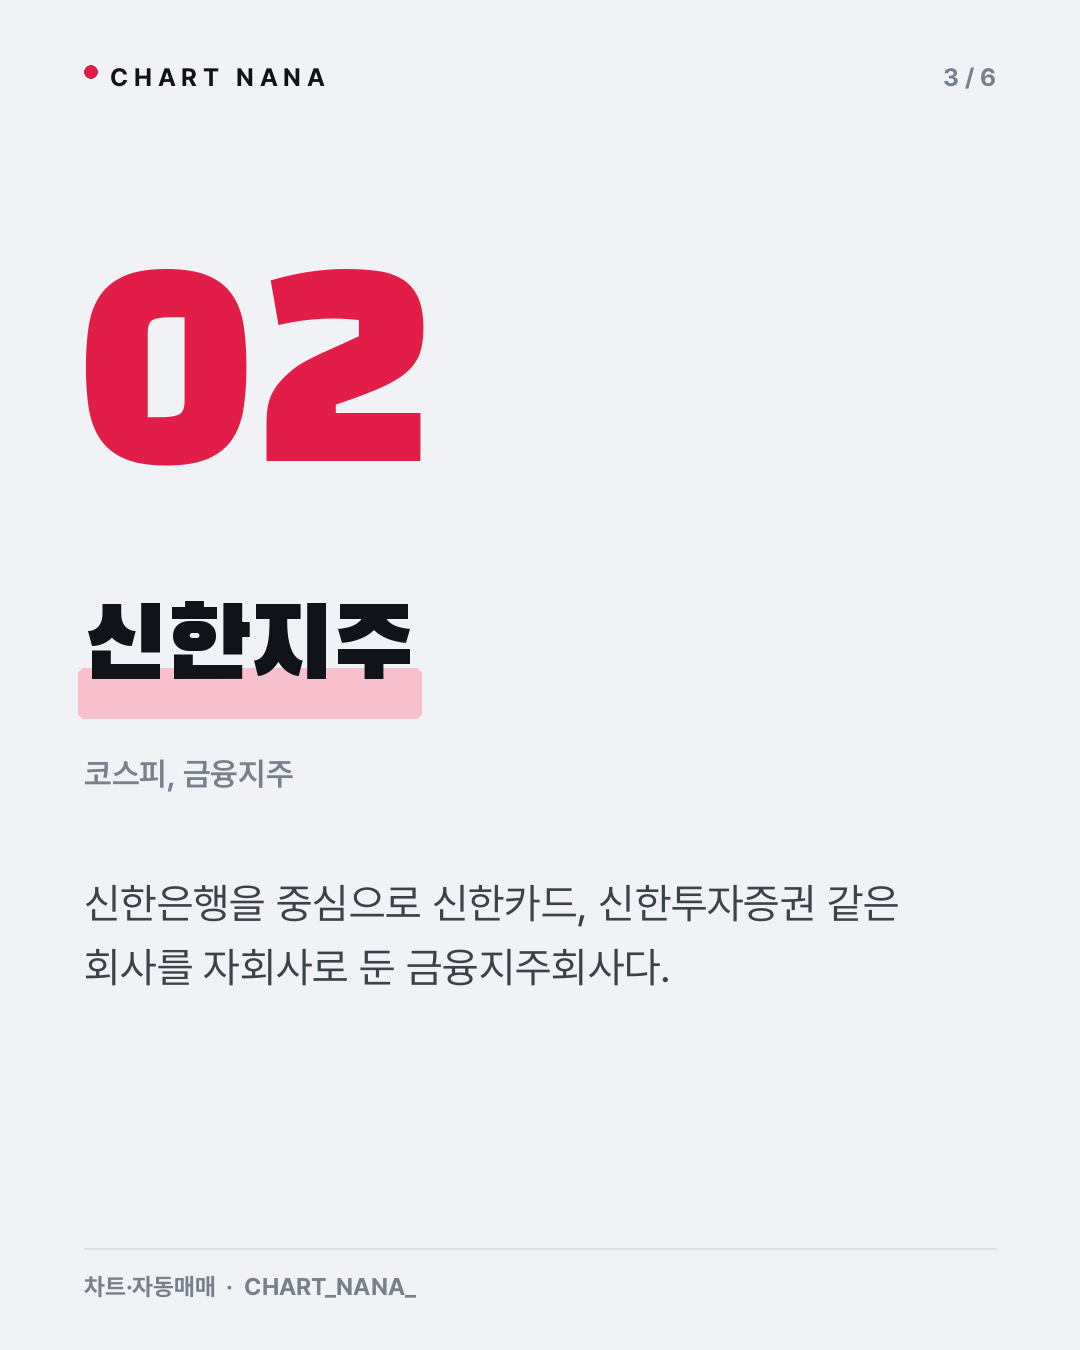 CHART NANA
3 / 6
02
신한지주
코스피, 금융지주
신한은행을 중심으로 신한카드, 신한투자증권 같은
회사를 자회사로 둔 금융지주회사다.
차트·자동매매 · CHART_NANA_